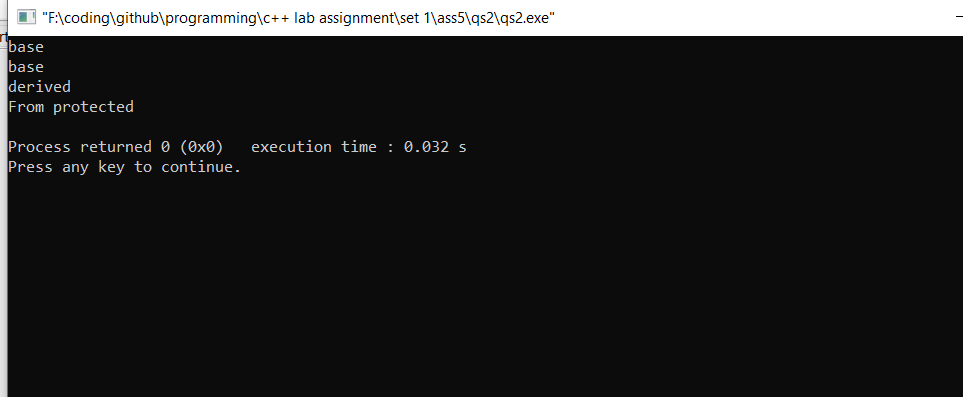 "F:\coding\github\programming\c++ lab assignment\set 1\ass5\qs2\qs2.exe"
base
base
derived
From protected
Process returned 0 (0x0)   execution time : 0.032 s
Press any key to continue.